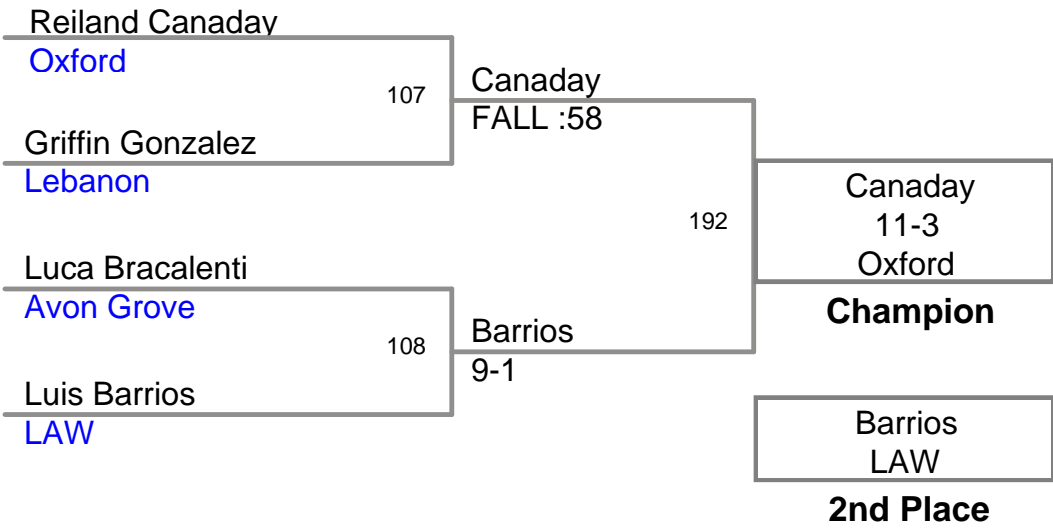 Reiland Canaday
Oxford
107
Canaday
FALL :58
Griffin Gonzalez
Lebanon
192
Canaday
11-3
Oxford
Champion
Luca Bracalenti
Avon Grove
108
Barrios
9-1
Luis Barrios
LAW
Barrios
LAW
2nd Place